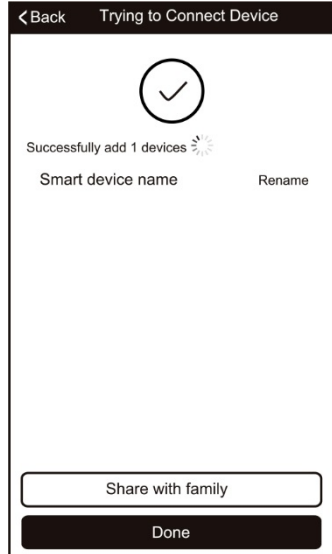 Back Trying to Connect Device
Successfully add 1 devices
Smart device name Rename
Share with family
Done